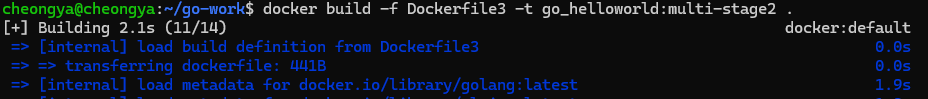 cheongya@cheongya:~/go-work$ docker build -f Dockerfile3 -t go_helloworld:multi-stage2 .
[+] Building 2.1s (11/14) docker:default
=> [internal] load build definition from Dockerfile3 0.0s
=> => transferring dockerfile: 441B 0.0s
=> [internal] load metadata for docker.io/library/golang:latest 1.9s